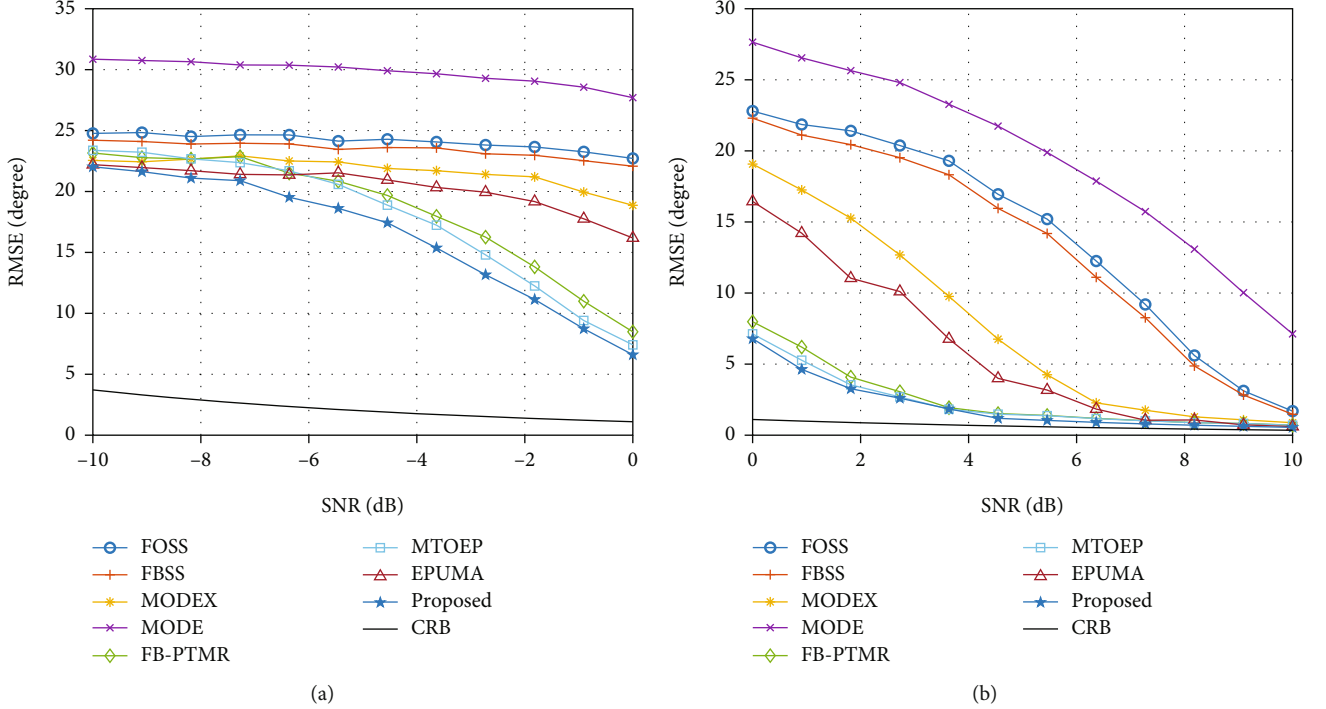 35
30
25
20
15
10
5
0
RMSE (degree)
–10
–8
–6
–4
–2
0
SNR (dB)
FOSS
FBSS
MODEX
MODE
FB-PTMR
MTOEP
EPUMA
Proposed
CRB
(a)
30
25
20
15
10
5
0
RMSE (degree)
0
2
4
6
8
10
SNR (dB)
FOSS
FBSS
MODEX
MODE
FB-PTMR
MTOEP
EPUMA
Proposed
CRB
(b)